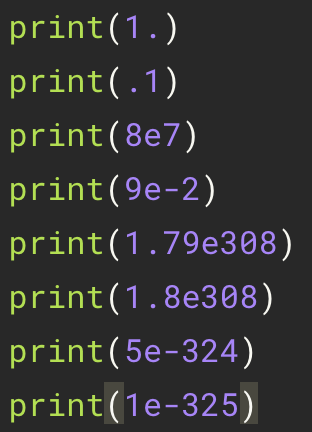 print(1.)
print(.1)
print(8e7)
print(9e-2)
print(1.79e308)
print(1.8e308)
print(5e-324)
print(1e-325)